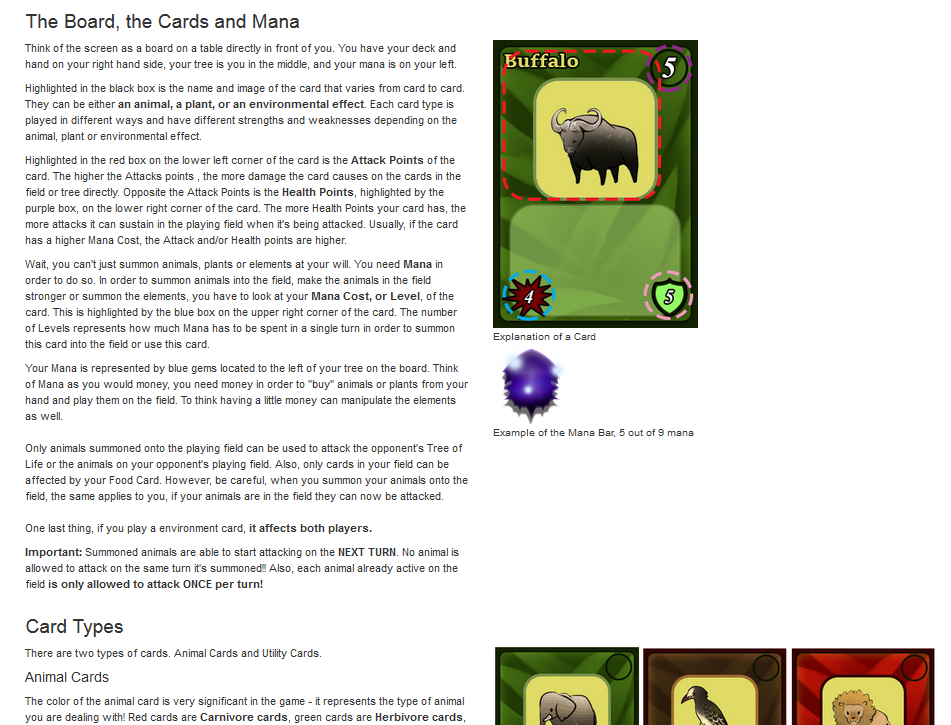 The Board, the Cards and Mana
Think of the screen as a board on a table directly in front of you. You have your deck and
hand on your right hand side, your tree is you in the middle, and your mana is on your left.
Highlighted in the black box is the name and image of the card that varies from card to card.
They can be either an animal, a plant, or an environmental effect. Each card type is
played in different ways and have different strengths and weaknesses depending on the
animal, plant or environmental effect.
Highlighted in the red box on the lower left corner of the card is the Attack Points of the
card. The higher the Attacks points , the more damage the card causes on the cards in the
field or tree directly. Opposite the Attack Points is the Health Points, highlighted by the
purple box, on the lower right corner of the card. The more Health Points your card has, the
more attacks it can sustain in the playing field when it's being attacked. Usually, if the card
has a higher Mana Cost, the Attack and/or Health points are higher.
Wait, you can't just summon animals, plants or elements at your will. You need Mana in
order to do so. In order to summon animals into the field, make the animals in the field
stronger or summon the elements, you have to look at your Mana Cost, or Level, of the
card. This is highlighted by the blue box on the upper right corner of the card. The number
of Levels represents how much Mana has to be spent in a single turn in order to summon
this card into the field or use this card.
Your Mana is represented by blue gems located to the left of your tree on the board. Think
of Mana as you would money, you need money in order to "buy" animals or plants from your
hand and play them on the field. To think having a little money can manipulate the elements
as well.
Only animals summoned onto the playing field can be used to attack the opponent's Tree of
Life or the animals on your opponent's playing field. Also, only cards in your field can be
affected by your Food Card. However, be careful, when you summon your animals onto the
field, the same applies to you, if your animals are in the field they can now be attacked.
One last thing, if you play a environment card, it affects both players.
Important: Summoned animals are able to start attacking on the NEXT TURN. No animal is
allowed to attack on the same turn it's summoned!! Also, each animal already active on the
field is only allowed to attack ONCE per turn!
Buffalo
5
4
5
Explanation of a Card
Example of the Mana Bar, 5 out of 9 mana
Card Types
There are two types of cards. Animal Cards and Utility Cards.
Animal Cards
The color of the animal card is very significant in the game - it represents the type of animal
you are dealing with! Red cards are Carnivore cards, green cards are Herbivore cards,